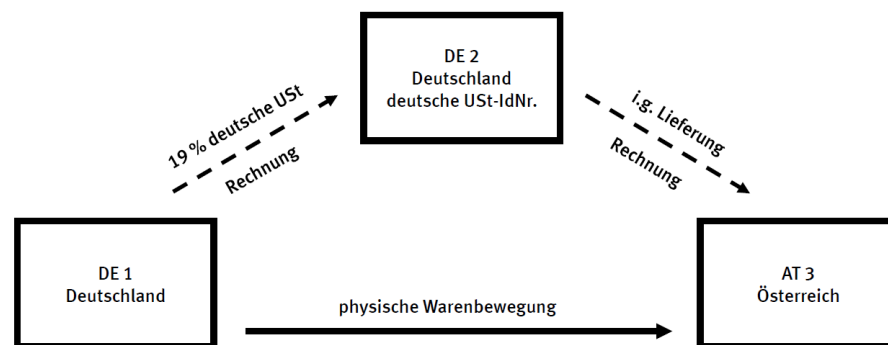 DE 2
Deutschland
deutsche USt-IdNr.
19 % deutsche USt
Rechnung
i.g. Lieferung
Rechnung
DE 1
Deutschland
physische Warenbewegung
AT 3
Österreich